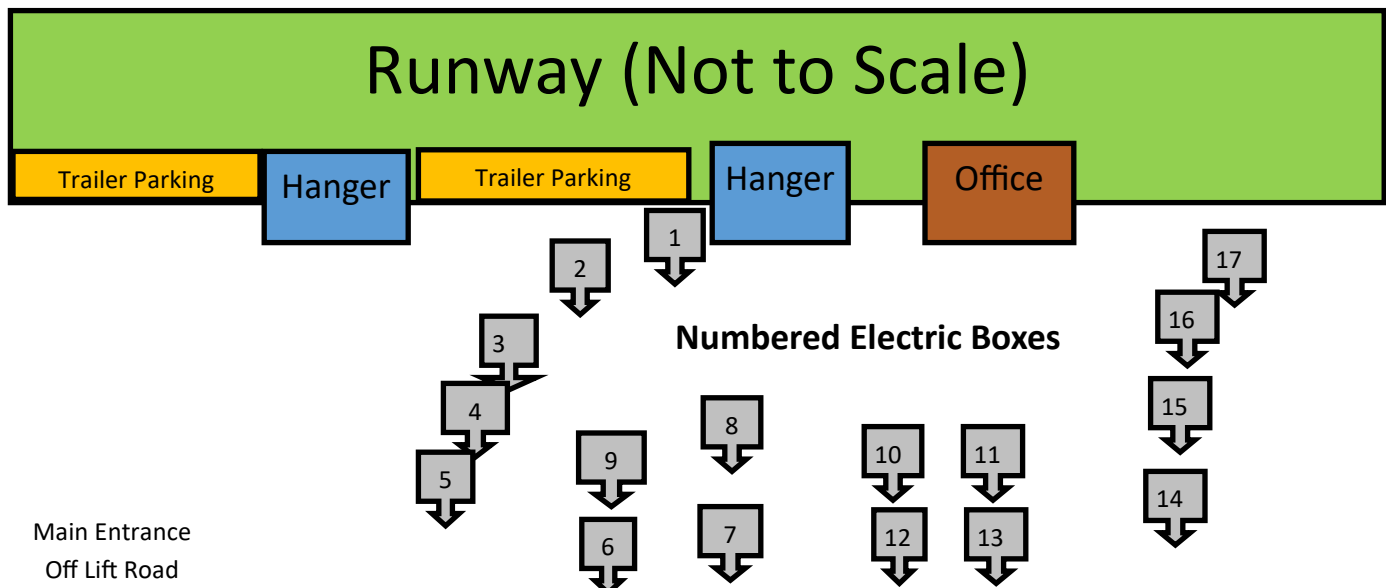 Runway (Not to Scale)
Trailer Parking
Hanger
Trailer Parking
Hanger
Office
1
2
17
16
3
Numbered Electric Boxes
4
15
8
5
9
10
11
14
6
7
12
13
Main Entrance
Off Lift Road